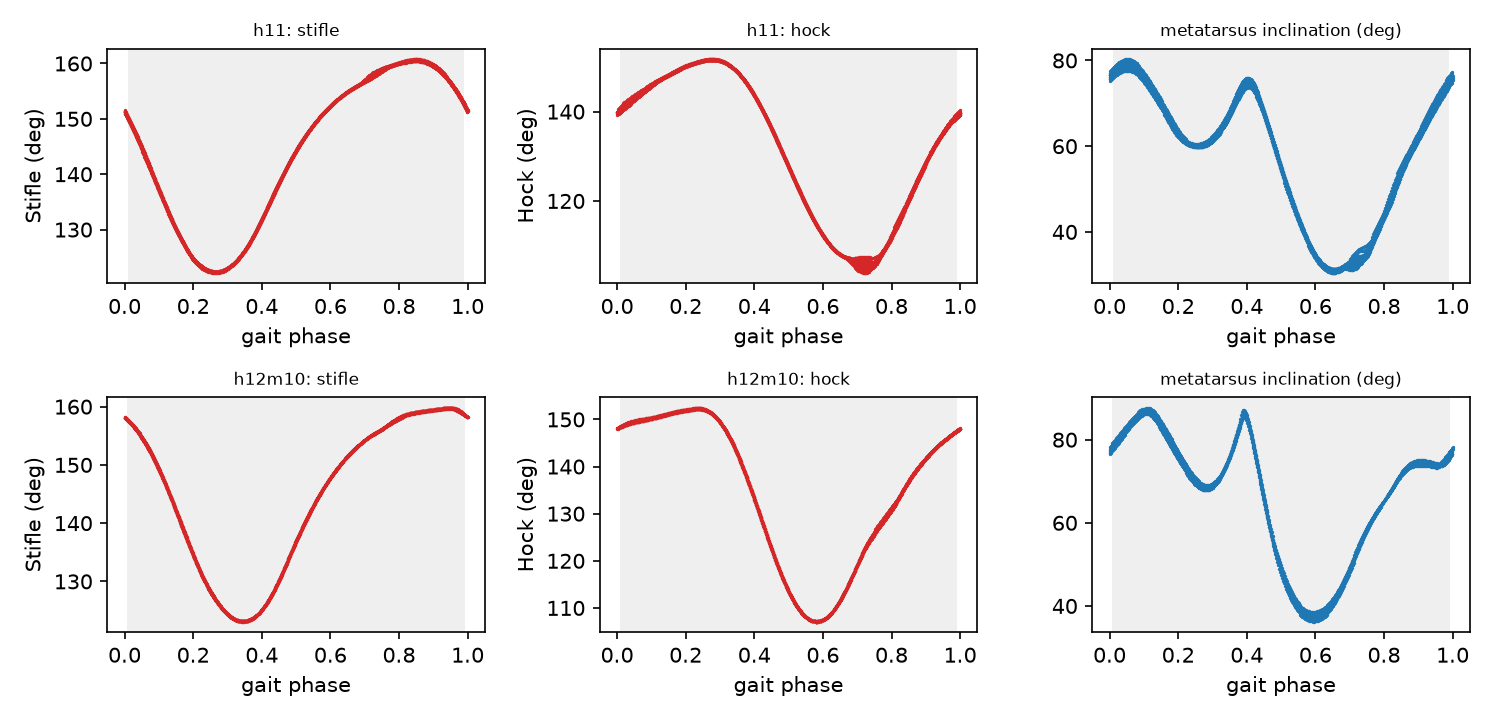 h11: stifle
h11: hock
metatarsus inclination (deg)
Stifle (deg)
160
150
140
130
0.0 0.2 0.4 0.6 0.8 1.0
gait phase
Hock (deg)
140
120
0.0 0.2 0.4 0.6 0.8 1.0
gait phase
80
60
40
0.0 0.2 0.4 0.6 0.8 1.0
gait phase
h12m10: stifle
h12m10: hock
metatarsus inclination (deg)
Stifle (deg)
160
150
140
130
0.0 0.2 0.4 0.6 0.8 1.0
gait phase
Hock (deg)
150
140
130
120
110
0.0 0.2 0.4 0.6 0.8 1.0
gait phase
80
60
40
0.0 0.2 0.4 0.6 0.8 1.0
gait phase